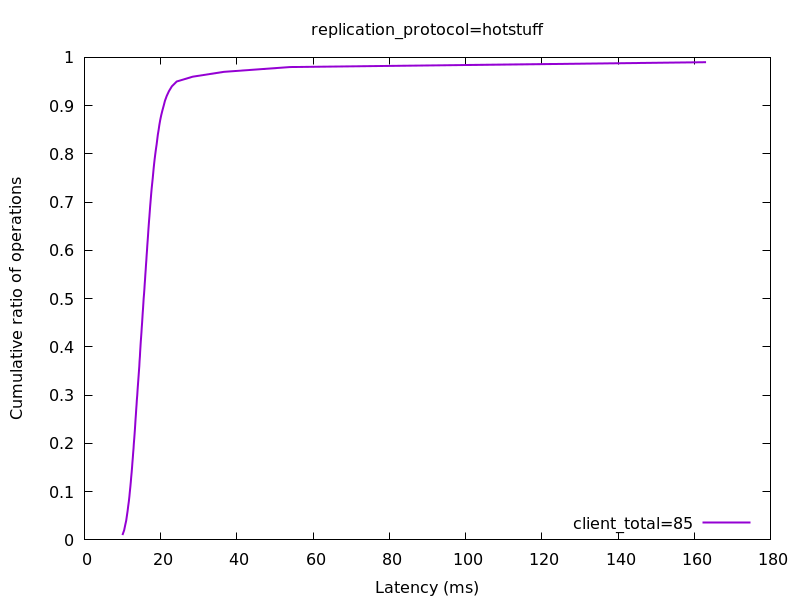 replication_protocol=hotstuff
1
0.9
0.8
0.7
0.6
0.5
0.4
0.3
0.2
0.1
0
Cumulative ratio of operations
client_total=85
0 20 40 60 80 100 120 140 160 180
Latency (ms)